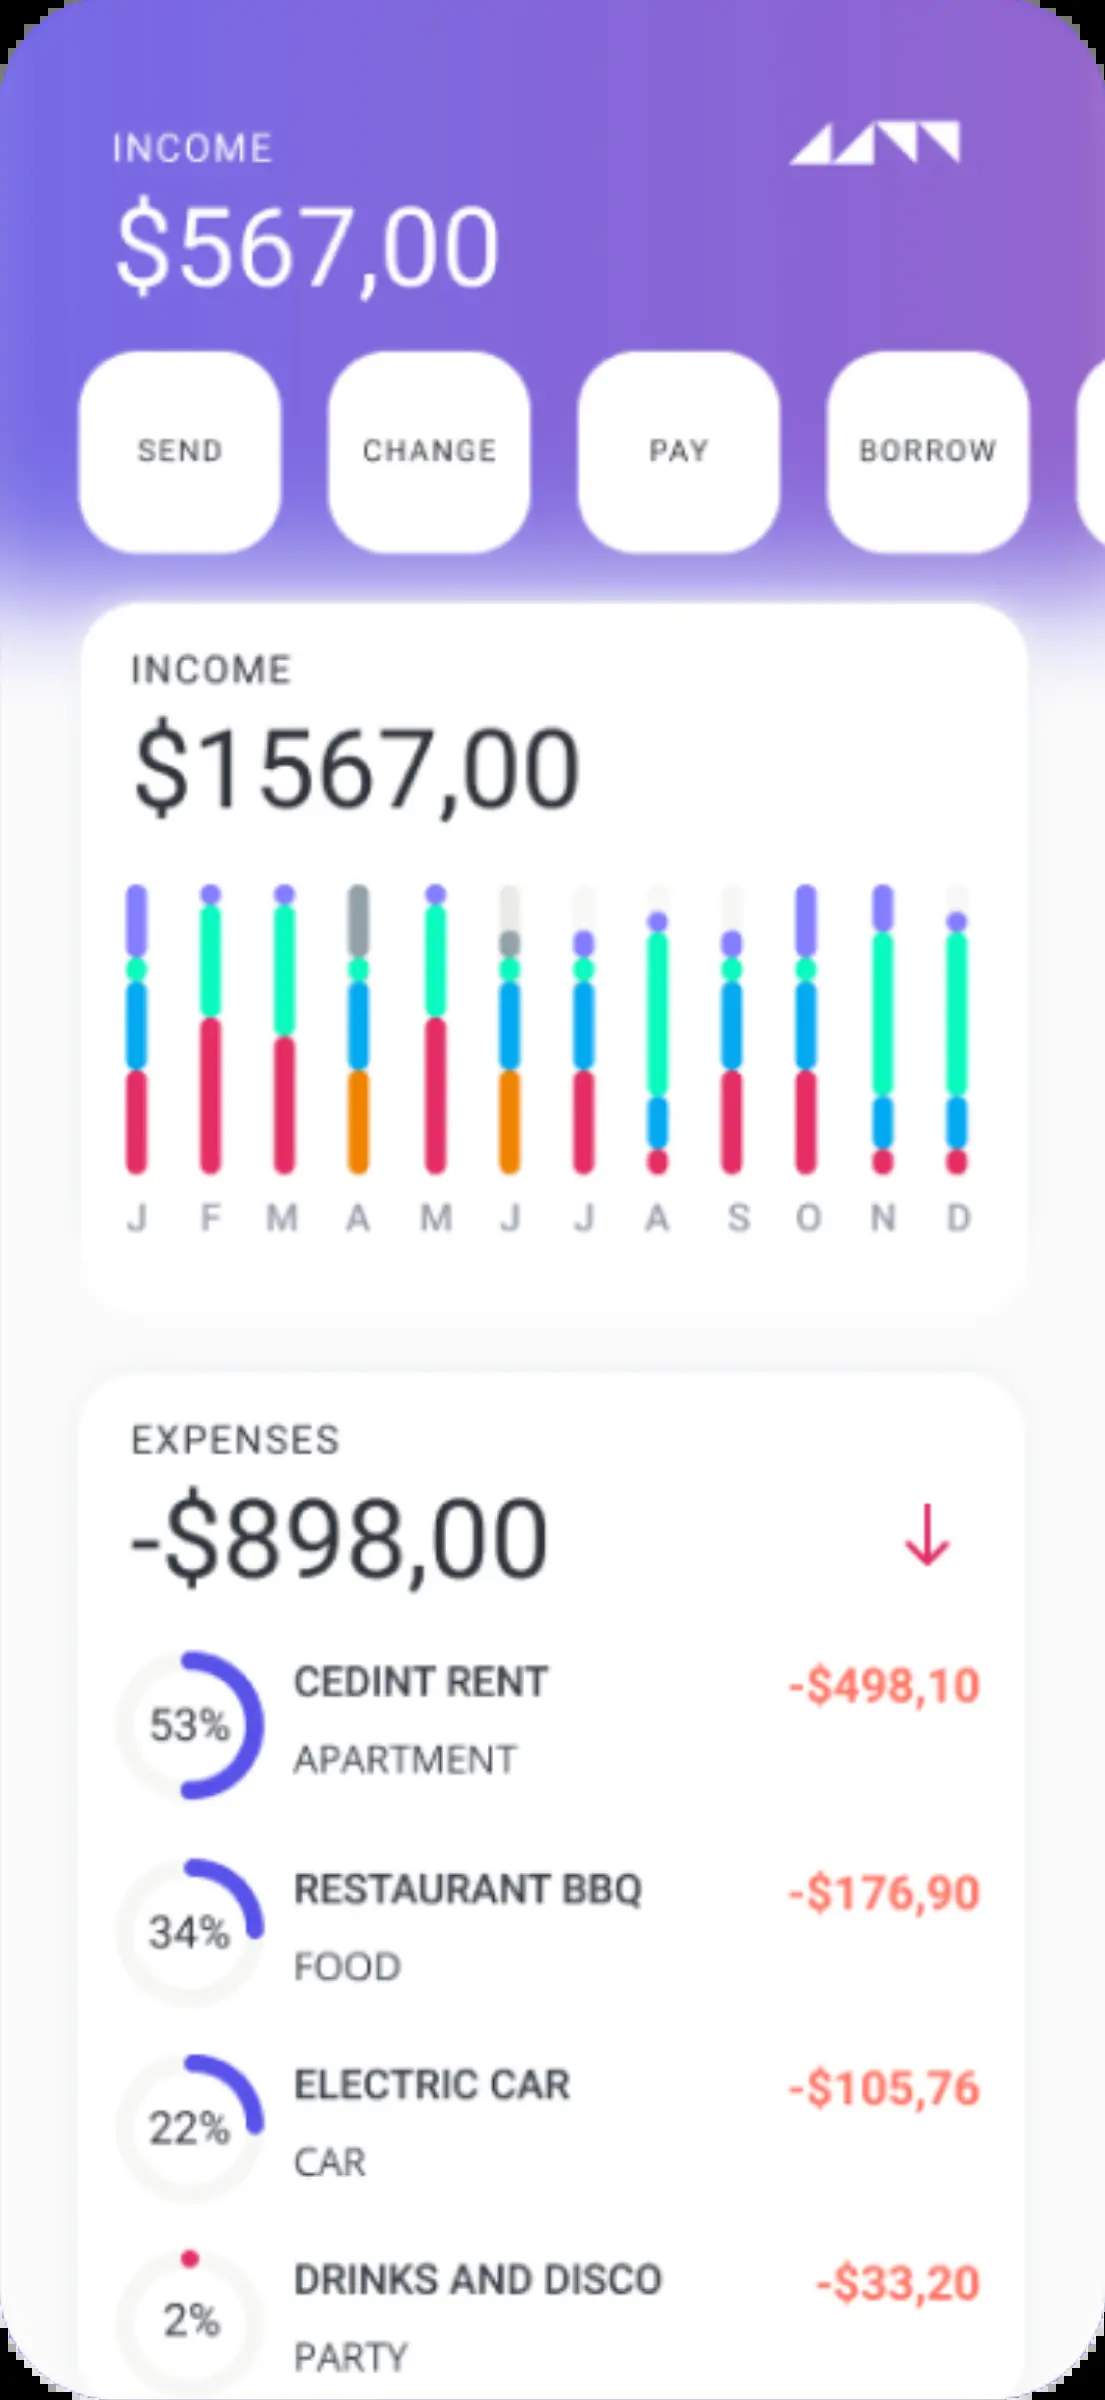 INCOME
$567,00
SEND CHANGE PAY BORROW
INCOME
$1567,00
J F M A M J J A S O N D
EXPENSES
-$898,00
53% CEDINT RENT -$498,10
APARTMENT
34% RESTAURANT BBQ -$176,90
FOOD
22% ELECTRIC CAR -$105,76
CAR
2% DRINKS AND DISCO -$33,20
PARTY